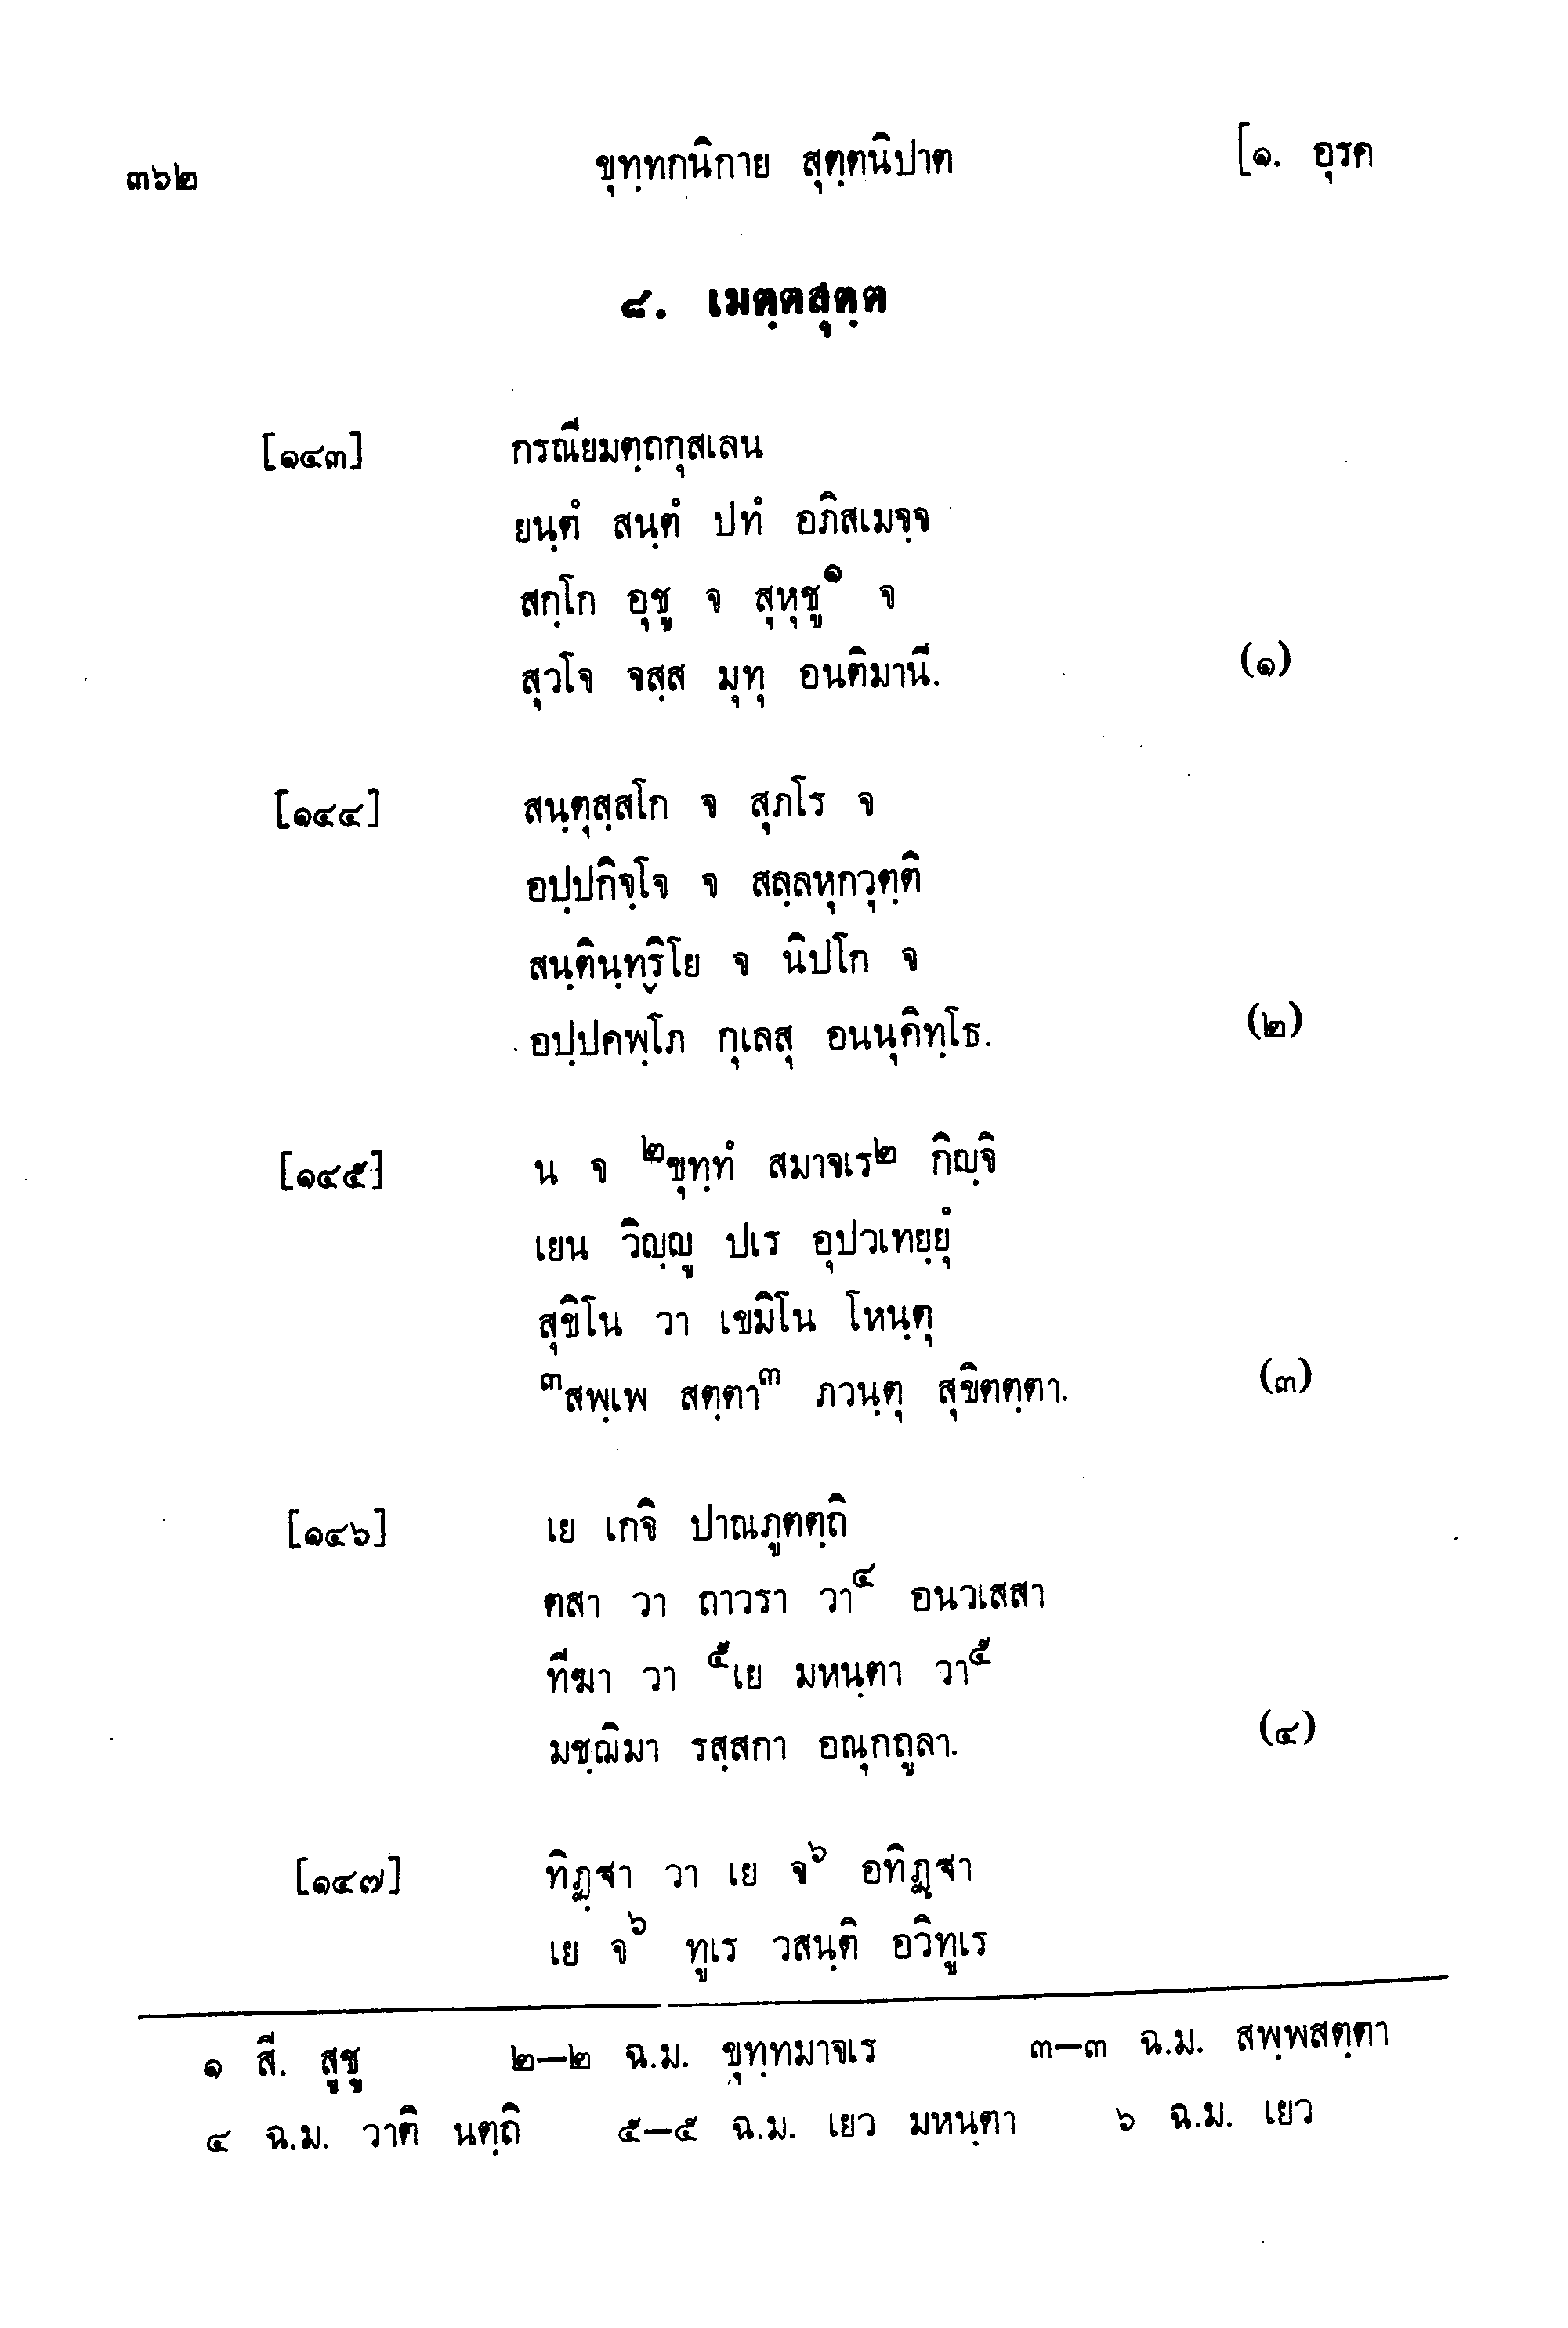 ๓๖๒ ขุทฺทกนิกาย สุตฺตนิปาต [๑. อุรค
๘. เมตฺตสุตฺต
[๑๔๓] กรณียมตฺถกุสเลน
ยนฺตํ สนฺตํ ปทํ อภิสเมจฺจ
สกฺโก อุชู จ สุหุชู๑ จ
สุวโจ จสฺส มุทุ อนติมานี. (๑)
[๑๔๔] สนฺตุสฺสโก จ สุภโร จ
อปฺปกิจฺโจ จ สลฺลหุกวุตฺติ
สนฺตินฺทฺริโย จ นิปโก จ
อปฺปคพฺโภ กุเลสุ อนนุคิทฺโธ. (๒)
[๑๔๕] น จ ๒ขุทฺทํ สมาจเร๒ กิญฺจิ
เยน วิญฺญู ปเร อุปวเทยฺยุํ
สุขิโน วา เขมิโน โหนฺตุ
๓สพฺเพ สตฺตา๓ ภวนฺตุ สุขิตตฺตา. (๓)
[๑๔๖] เย เกจิ ปาณภูตตฺถิ
ตสา วา ถาวรา วา๔ อนวเสสา
ทีฆา วา ๕เย มหนฺตา วา๕
มชฺฌิมา รสฺสกา อณุกถูลา. (๔)
[๑๔๗] ทิฏฺฐา วา เย จ๖ อทิฏฺฐา
เย จ๖ ทูเร วสนฺติ อวิทูเร
๑ สี. สูชู ๒–๒ ฉ.ม. ขุทฺทมาจเร ๓–๓ ฉ.ม. สพฺพสตฺตา
๔ ฉ.ม. วาติ นตฺถิ ๕–๕ ฉ.ม. เยว มหนฺตา ๖ ฉ.ม. เยว